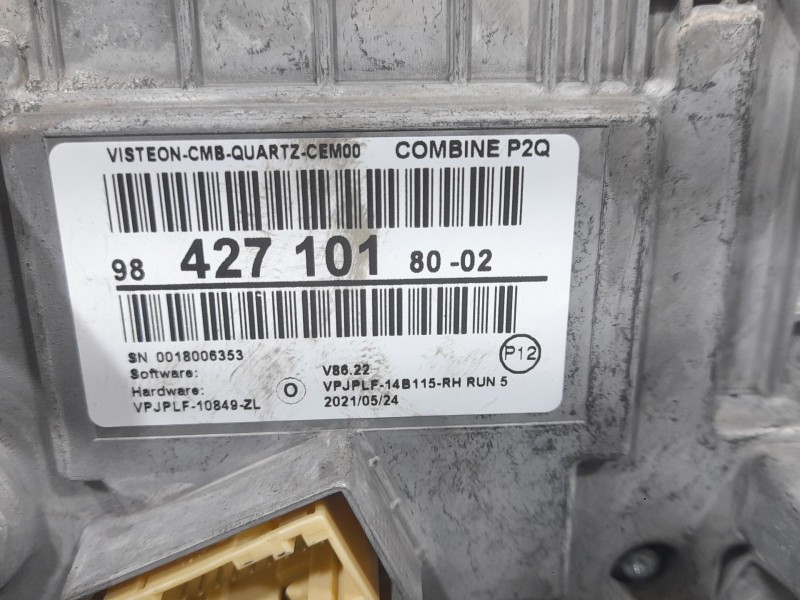 VISTEON-CMB-QUARTZ-CEM00 COMBINE P2Q
98 427 101 80-02
SN 0018006353
P12
Software: V86.22
Hardware: O VPJPLF-14B115-RH RUN 5
VPJPLF-10849-ZL 2021/05/24